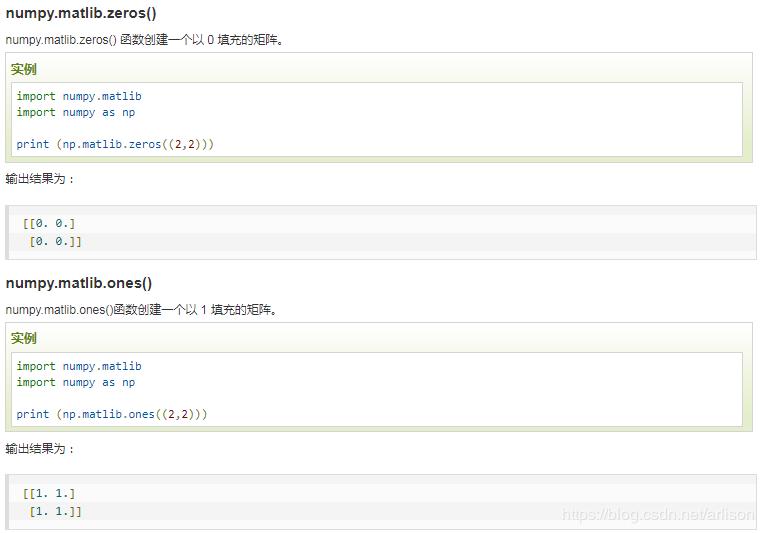 numpy.matlib.zeros()
numpy.matlib.zeros() 函数创建一个以 0 填充的矩阵。
实例
import numpy.matlib
import numpy as np
print (np.matlib.zeros((2,2)))
输出结果为：
[[0. 0.]
 [0. 0.]]
numpy.matlib.ones()
numpy.matlib.ones()函数创建一个以 1 填充的矩阵。
实例
import numpy.matlib
import numpy as np
print (np.matlib.ones((2,2)))
输出结果为：
[[1. 1.]
 [1. 1.]]
https://blog.csdn.net/arlison